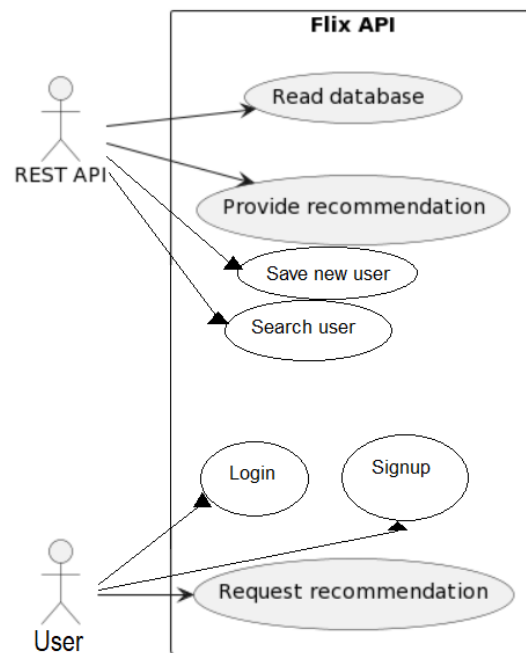 Flix API
Read database
REST API
Provide recommendation
Save new user
Search user
Login
Signup
Request recommendation
User